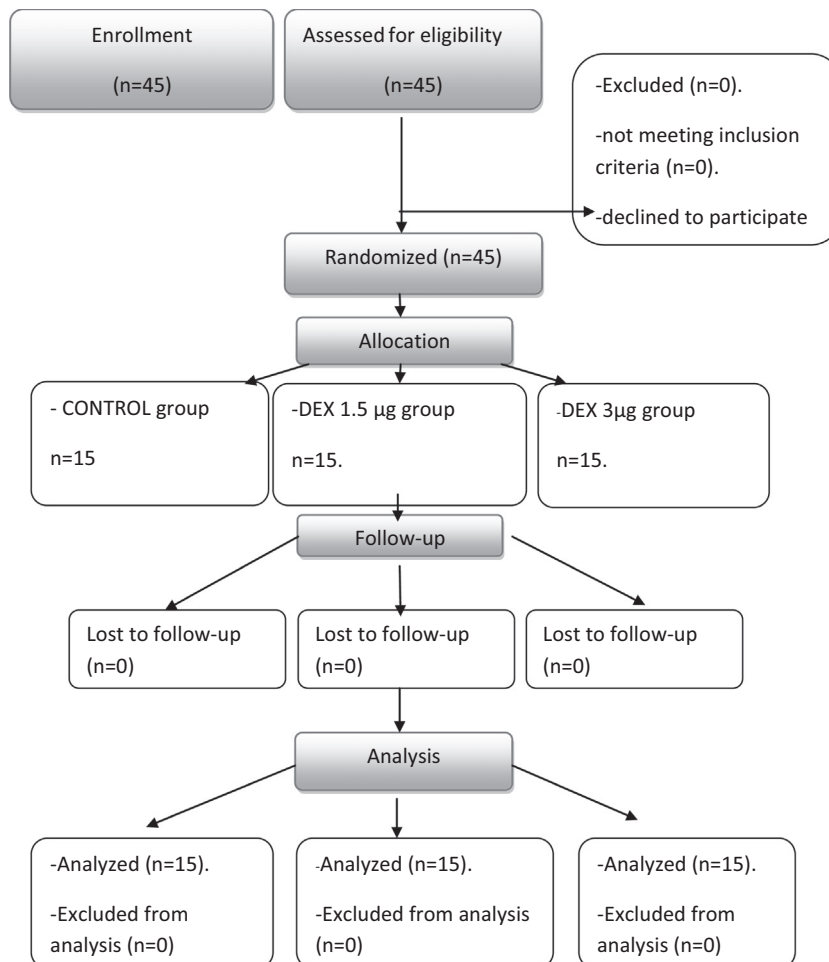 Enrollment
(n=45)
Assessed for eligibility
(n=45)
-Excluded (n=0).
-not meeting inclusion
criteria (n=0).
-declined to participate
Randomized (n=45)
Allocation
- CONTROL group
n=15
-DEX 1.5 µg group
n=15.
-DEX 3µg group
n=15.
Follow-up
Lost to follow-up
(n=0)
Lost to follow-up
(n=0)
Lost to follow-up
(n=0)
Analysis
-Analyzed (n=15).
-Excluded from
analysis (n=0)
-Analyzed (n=15).
-Excluded from analysis
(n=0)
-Analyzed (n=15).
-Excluded from
analysis (n=0)